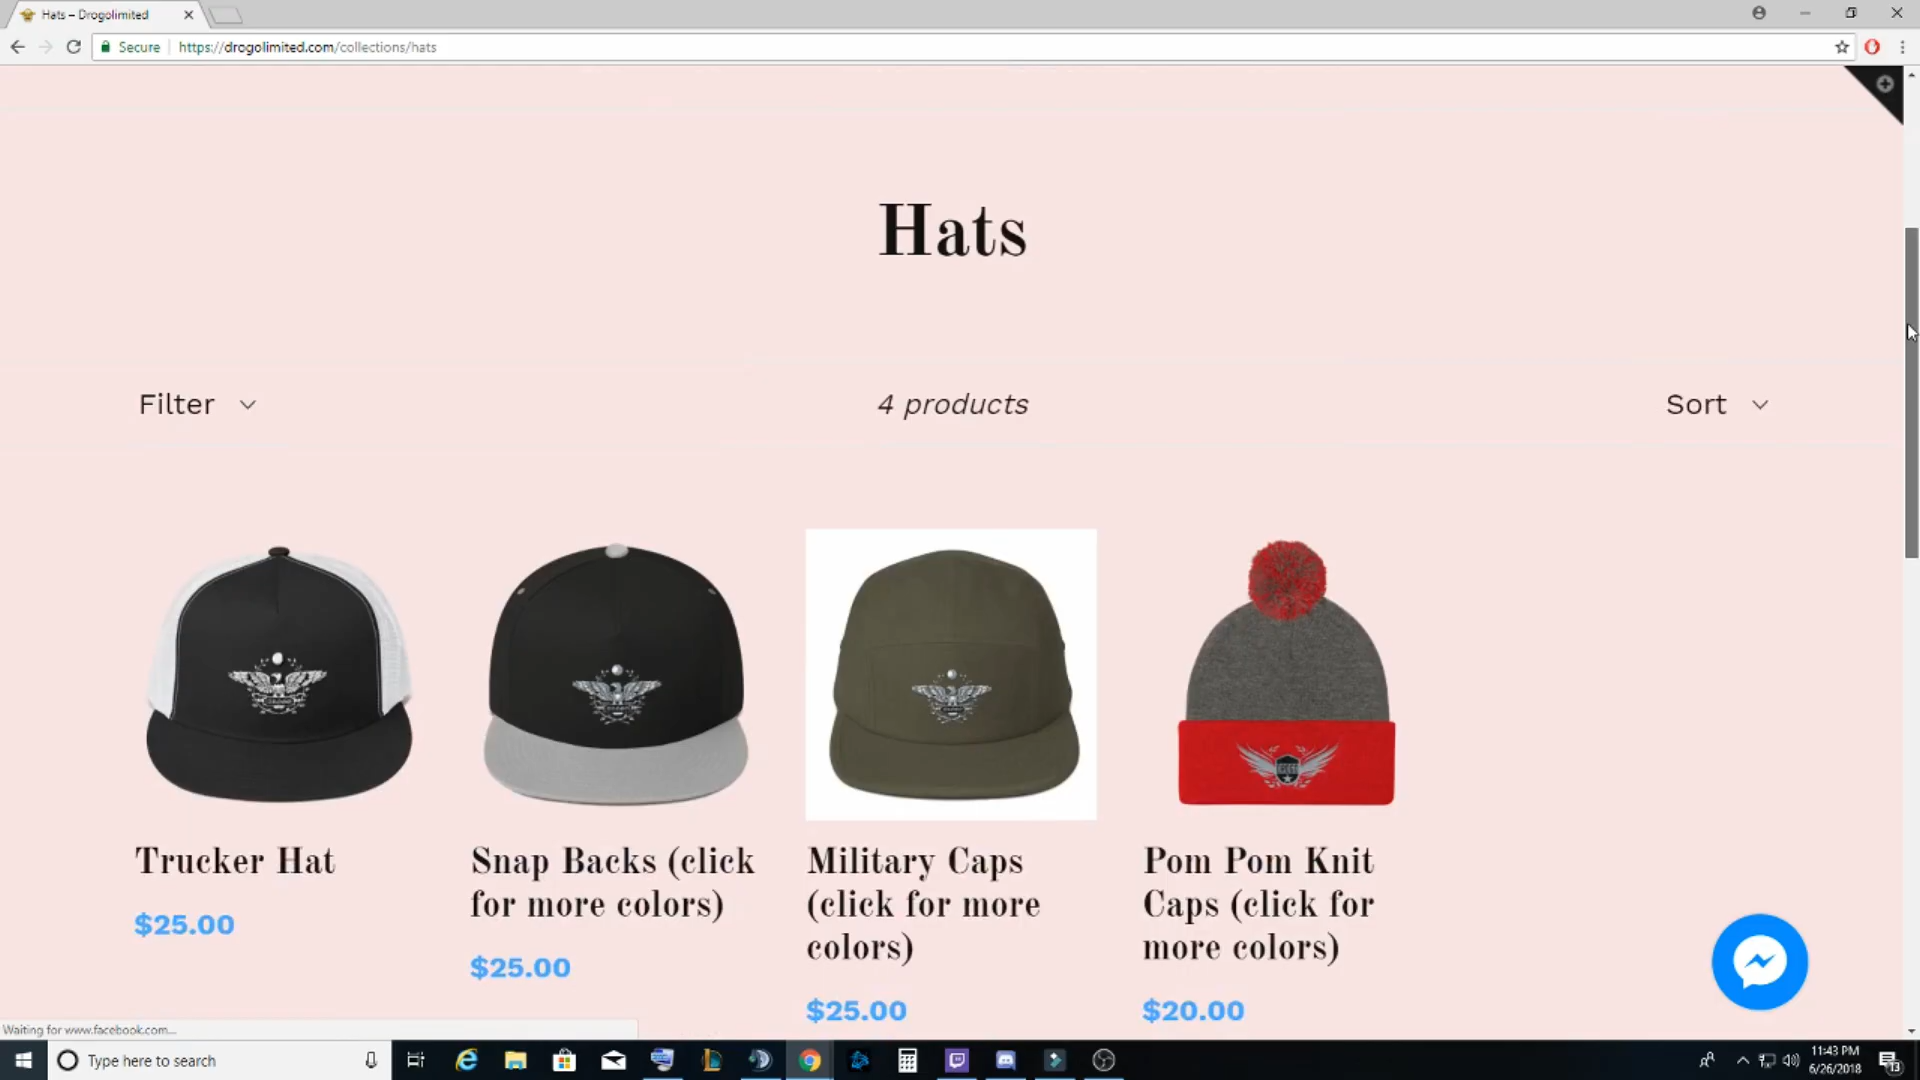 Hats – Drogolimited
Secure
https://drogolimited.com/collections/hats
Hats
Filter
4 products
Sort
Trucker Hat
$25.00
Snap Backs (click
for more colors)
$25.00
Military Caps
(click for more
colors)
$25.00
Pom Pom Knit
Caps (click for
more colors)
$20.00
Waiting for www.facebook.com...
Type here to search
11:43 PM
6/26/2018
13